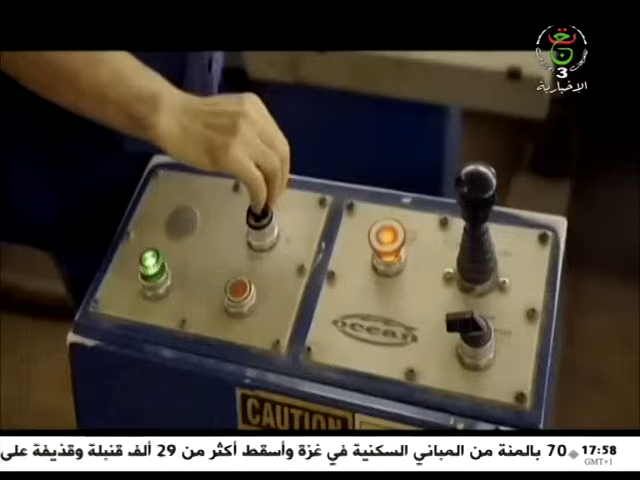 3
الإخبارية
ocean
CAUTION
17:58
GMT+1
70 بالمئة من المباني السكنية في غزة وأسقط أكثر من 29 ألف قنبلة وقذيفة على